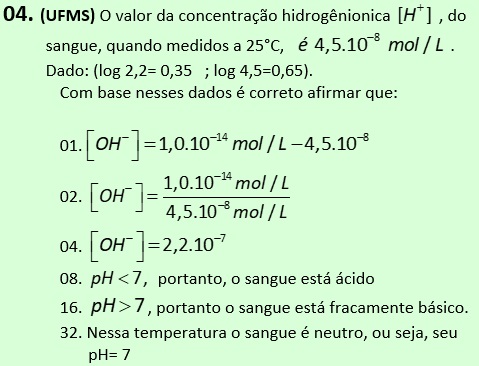 04. (UFMS) O valor da concentração hidrogênionica [H⁺] , do
sangue, quando medidos a 25°C, é 4,5.10⁻⁸ mol / L .
Dado: (log 2,2= 0,35 ; log 4,5=0,65).
Com base nesses dados é correto afirmar que:
01. [OH⁻] = 1,0.10⁻¹⁴ mol / L – 4,5.10⁻⁸
02. [OH⁻] = 1,0.10⁻¹⁴ mol / L
4,5.10⁻⁸ mol / L
04. [OH⁻] = 2,2.10⁻⁷
08. pH < 7, portanto, o sangue está ácido
16. pH > 7 , portanto o sangue está fracamente básico.
32. Nessa temperatura o sangue é neutro, ou seja, seu
pH= 7